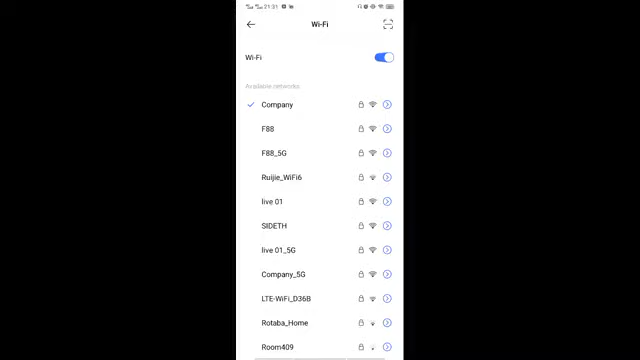 21:31
Wi-Fi
Wi-Fi
Available networks
Company
F88
F88_5G
Ruijie_WiFi6
live 01
SIDETH
live 01_5G
Company_5G
LTE-WiFi_D36B
Rotaba_Home
Room409